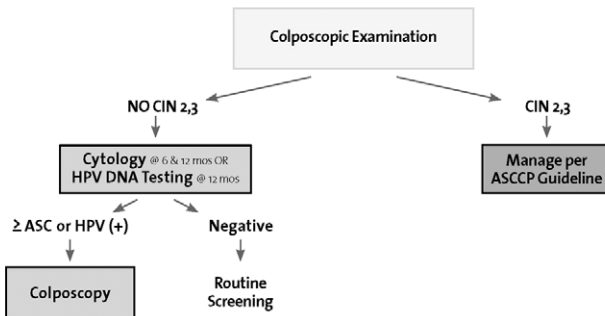 Colposcopic Examination
NO CIN 2,3
CIN 2,3
Cytology @ 6 & 12 mos OR
HPV DNA Testing @ 12 mos
Manage per
ASCCP Guideline
≥ ASC or HPV (+)
Negative
Colposcopy
Routine
Screening